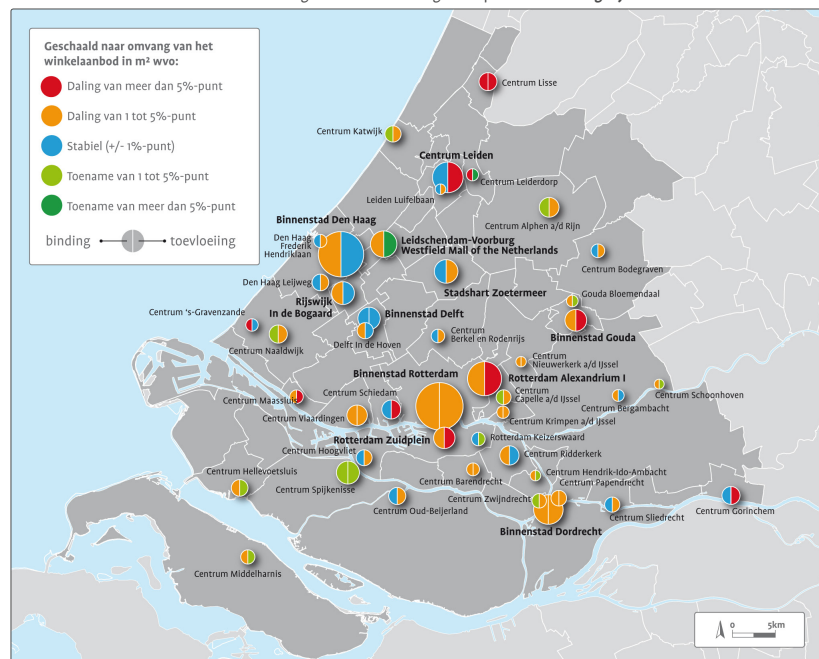 Geschaald naar omvang van het
winkelaanbod in m² wvo:
Daling van meer dan 5%-punt
Daling van 1 tot 5%-punt
Stabiel (+/- 1%-punt)
Toename van 1 tot 5%-punt
Toename van meer dan 5%-punt
binding
toevloeiing
Centrum Lisse
Centrum Katwijk
Centrum Leiden
Centrum Leiderdorp
Leiden Luifelbaan
Centrum Alphen a/d Rijn
Binnenstad Den Haag
Den Haag
Frederik
Hendriklaan
Leidschendam-Voorburg
Westfield Mall of the Netherlands
Centrum Bodegraven
Den Haag Leijweg
Stadshart Zoetermeer
Rijswijk
In de Bogaard
Gouda Bloemendaal
Centrum ‘s-Gravenzande
Binnenstad Delft
Binnenstad Gouda
Centrum Naaldwijk
Delft In de Hoven
Centrum
Berkel en Rodenrijs
Centrum
Nieuwerkerk a/d IJssel
Binnenstad Rotterdam
Rotterdam Alexandrium I
Centrum Maassluis
Centrum Schiedam
Centrum
Capelle a/d IJssel
Centrum Schoonhoven
Centrum Bergambacht
Centrum Vlaardingen
Centrum Krimpen a/d IJssel
Rotterdam Zuidplein
Rotterdam Keizerswaard
Centrum Hoogvliet
Centrum Ridderkerk
Centrum Hellevoetsluis
Centrum Spijkenisse
Centrum Barendrecht
Centrum Hendrik-Ido-Ambacht
Centrum Papendrecht
Centrum Zwijndrecht
Centrum Oud-Beijerland
Centrum Sliedrecht
Centrum Gorinchem
Binnenstad Dordrecht
Centrum Middelharnis
0 5km